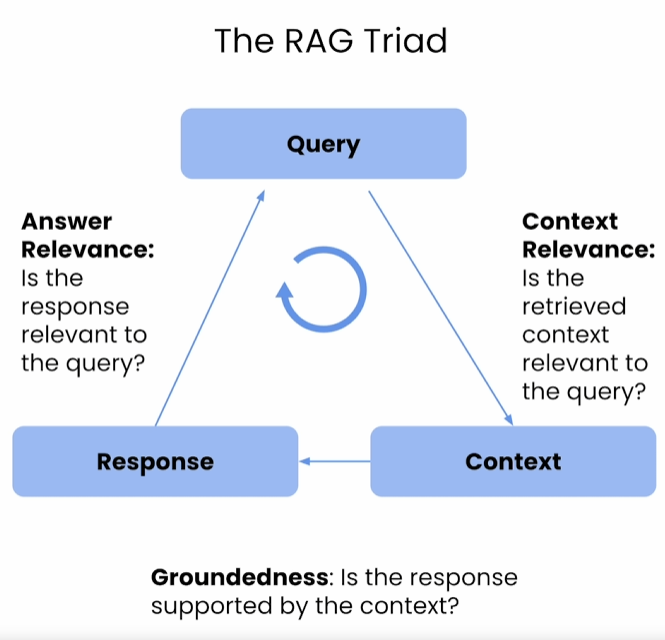 The RAG Triad
Query
Answer
Relevance:
Is the
response
relevant to
the query?
Context
Relevance:
Is the
retrieved
context
relevant to
the query?
Response
Context
Groundedness: Is the response
supported by the context?